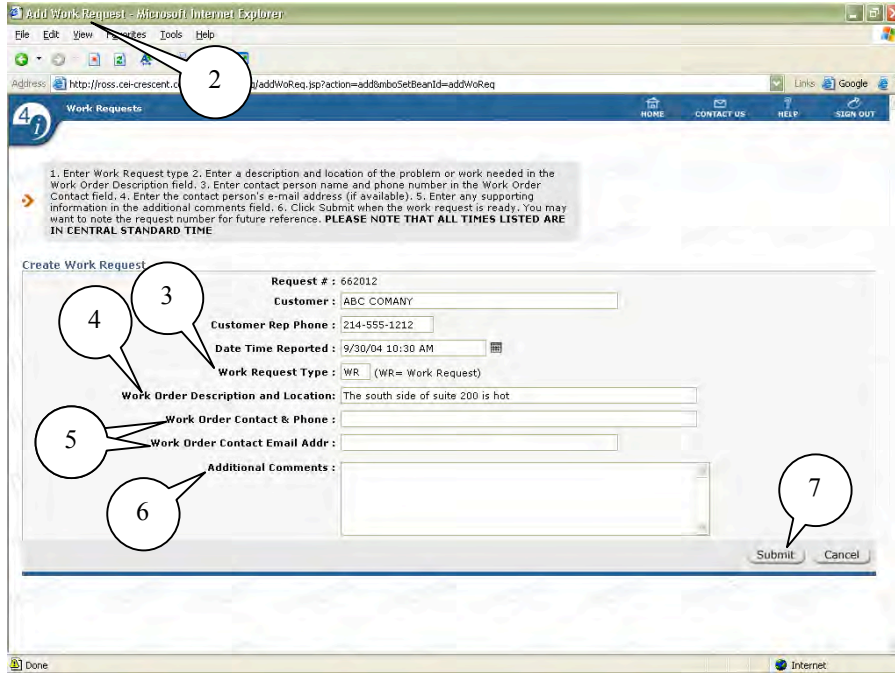 Add Work Request - Microsoft Internet Explorer
File Edit View Favorites Tools Help
2
Address http://ross.cei-crescent.c q/addWoReq.jsp?action=add&mboSetBeanId=addWoReq Links Google
4i Work Requests HOME CONTACT US HELP SIGN OUT
1. Enter Work Request type 2. Enter a description and location of the problem or work needed in the
Work Order Description field. 3. Enter contact person name and phone number in the Work Order
Contact field. 4. Enter the contact person's e-mail address (if available). 5. Enter any supporting
information in the additional comments field. 6. Click Submit when the work request is ready. You may
want to note the request number for future reference. PLEASE NOTE THAT ALL TIMES LISTED ARE
IN CENTRAL STANDARD TIME
Create Work Request
Request # : 662012
3
Customer : ABC COMANY
4
Customer Rep Phone : 214-555-1212
Date Time Reported : 9/30/04 10:30 AM
Work Request Type : WR (WR= Work Request)
Work Order Description and Location: The south side of suite 200 is hot
Work Order Contact & Phone :
5
Work Order Contact Email Addr :
Additional Comments :
6
7
Submit Cancel
Done Internet